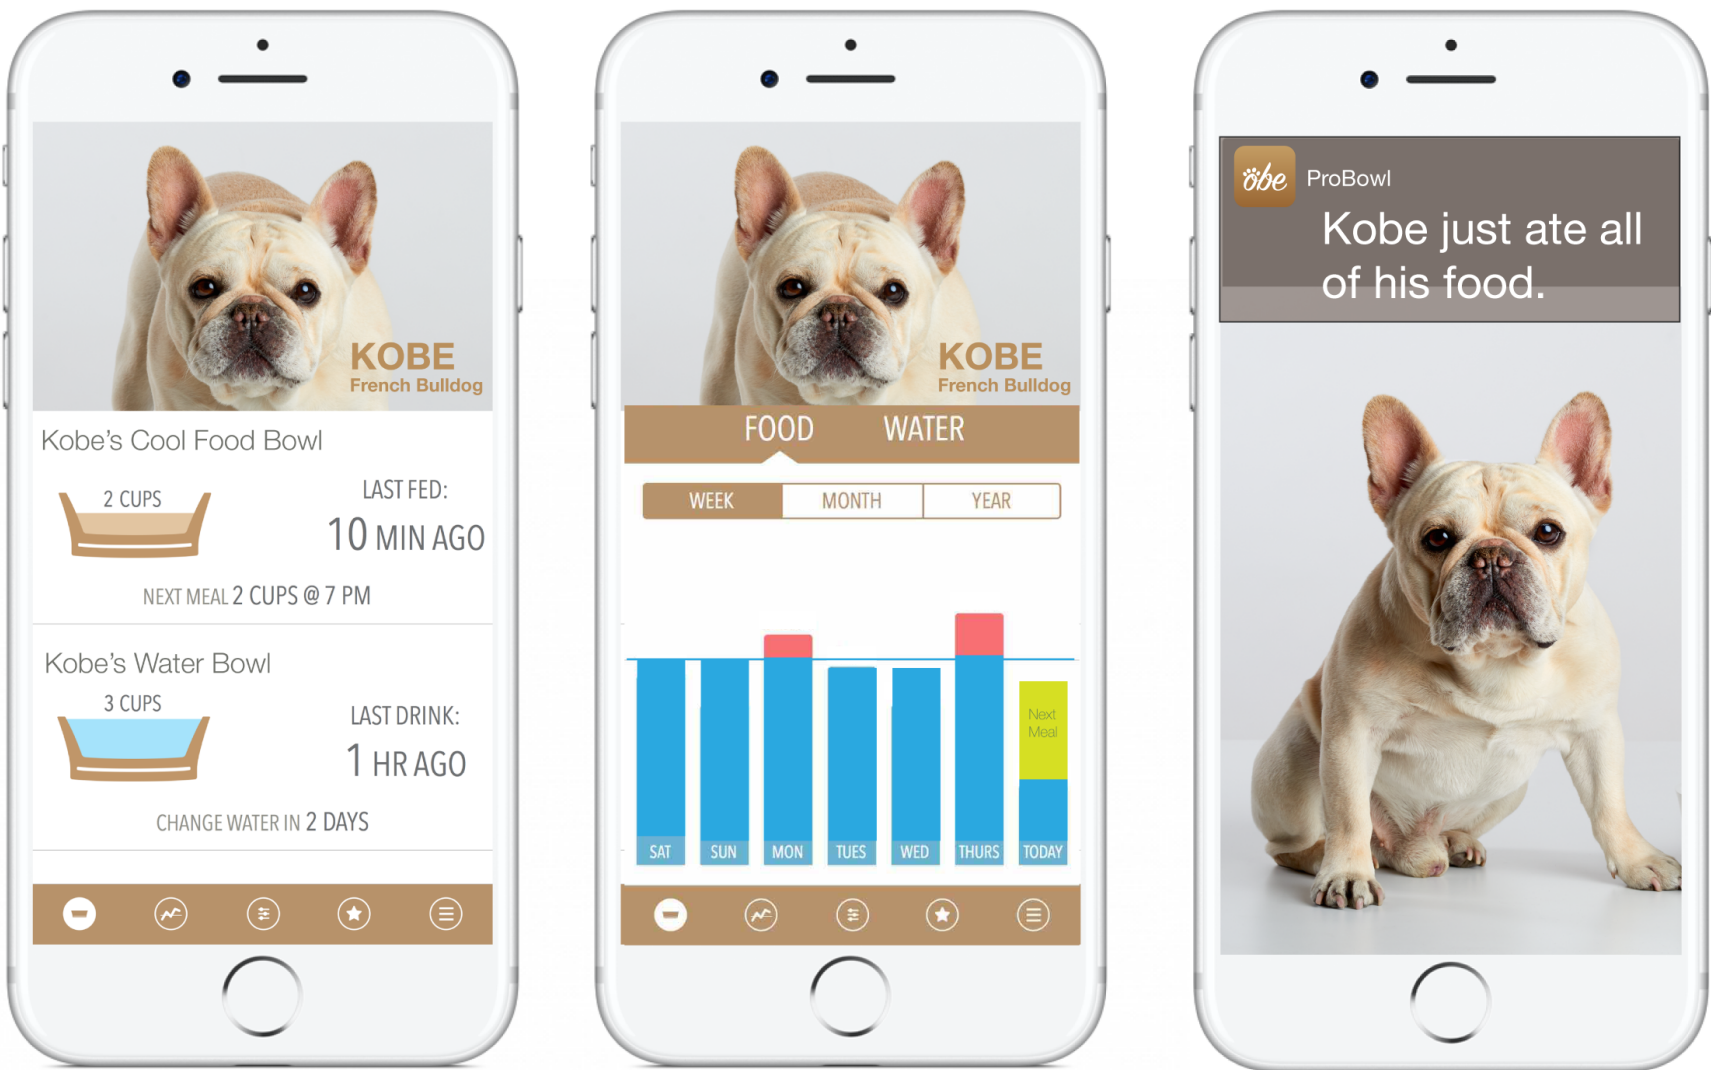 KOBE
French Bulldog
Kobe's Cool Food Bowl
2 CUPS
LAST FED:
10 MIN AGO
NEXT MEAL 2 CUPS @ 7 PM
Kobe's Water Bowl
3 CUPS
LAST DRINK:
1 HR AGO
CHANGE WATER IN 2 DAYS
KOBE
French Bulldog
FOOD WATER
WEEK MONTH YEAR
Next
Meal
SAT SUN MON TUES WED THURS TODAY
öbe ProBowl
Kobe just ate all
of his food.